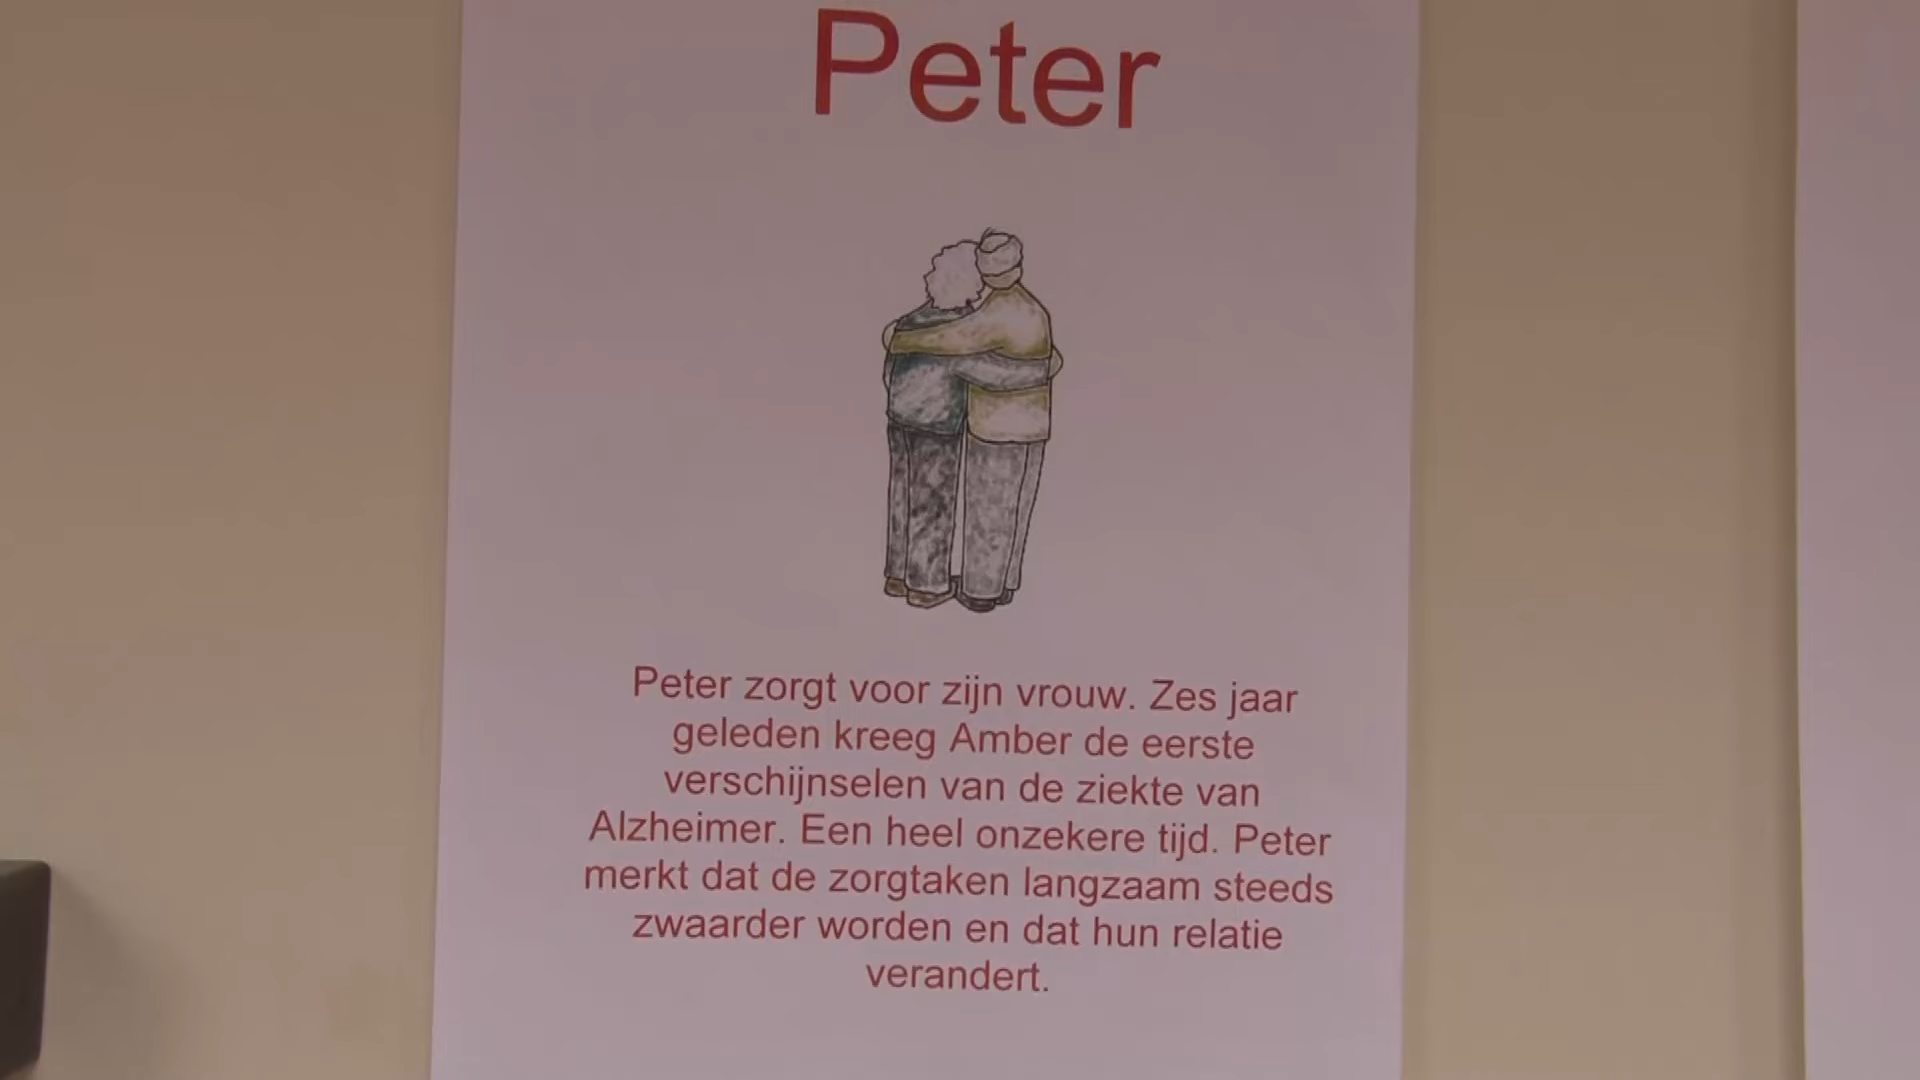 Peter
Peter zorgt voor zijn vrouw. Zes jaar
geleden kreeg Amber de eerste
verschijnselen van de ziekte van
Alzheimer. Een heel onzekere tijd. Peter
merkt dat de zorgtaken langzaam steeds
zwaarder worden en dat hun relatie
verandert.